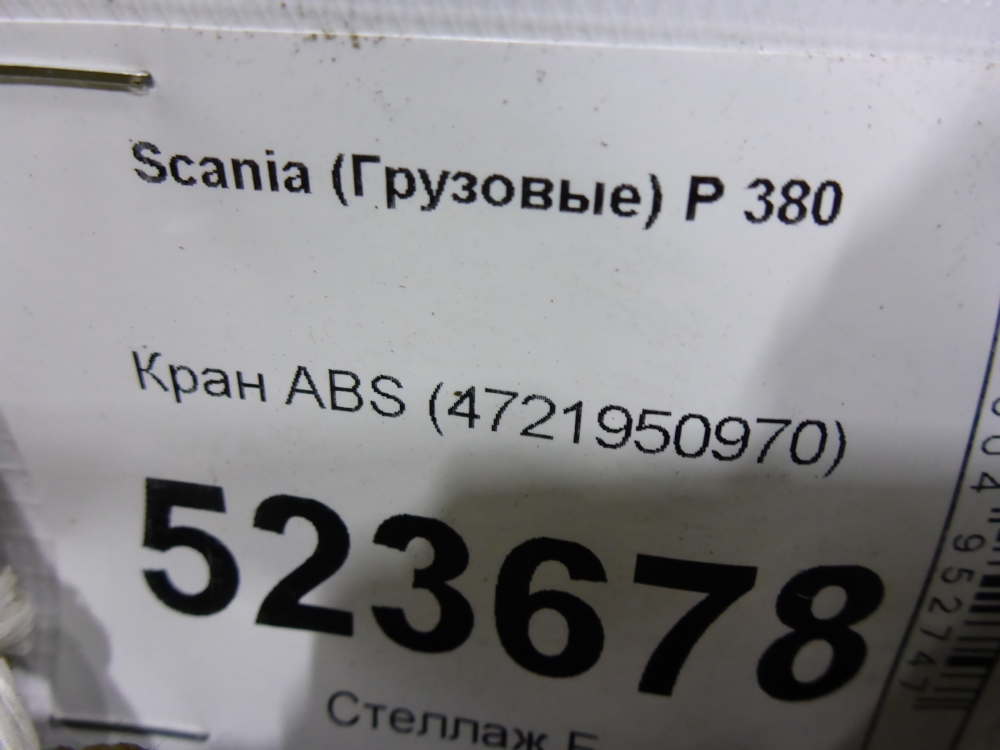 Scania (Грузовые) P 380
Кран ABS (4721950970)
523678
Стеллаж